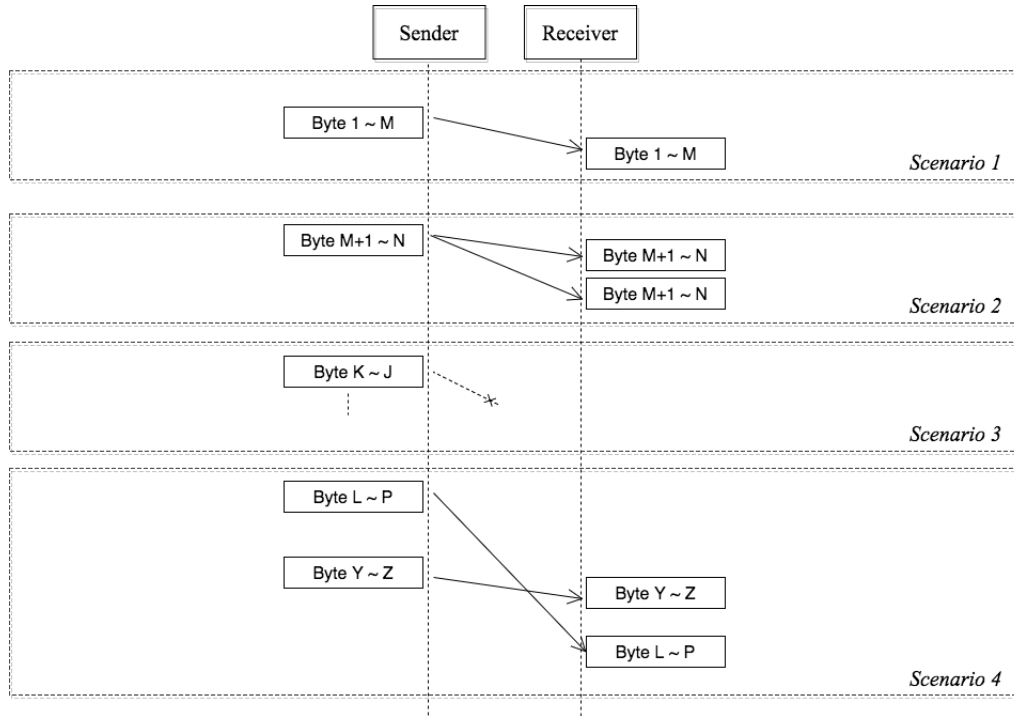 Sender
Receiver
Byte 1 ~ M
Byte 1 ~ M
Scenario 1
Byte M+1 ~ N
Byte M+1 ~ N
Byte M+1 ~ N
Scenario 2
Byte K ~ J
Scenario 3
Byte L ~ P
Byte Y ~ Z
Byte Y ~ Z
Byte L ~ P
Scenario 4